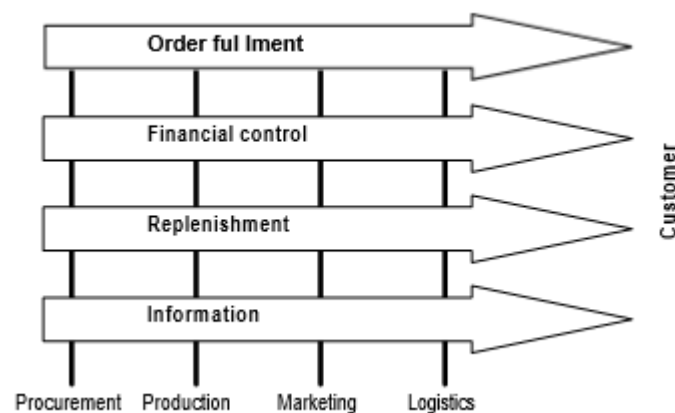 Order ful lment
Financial control
Replenishment
Information
Customer
Procurement Production Marketing Logistics